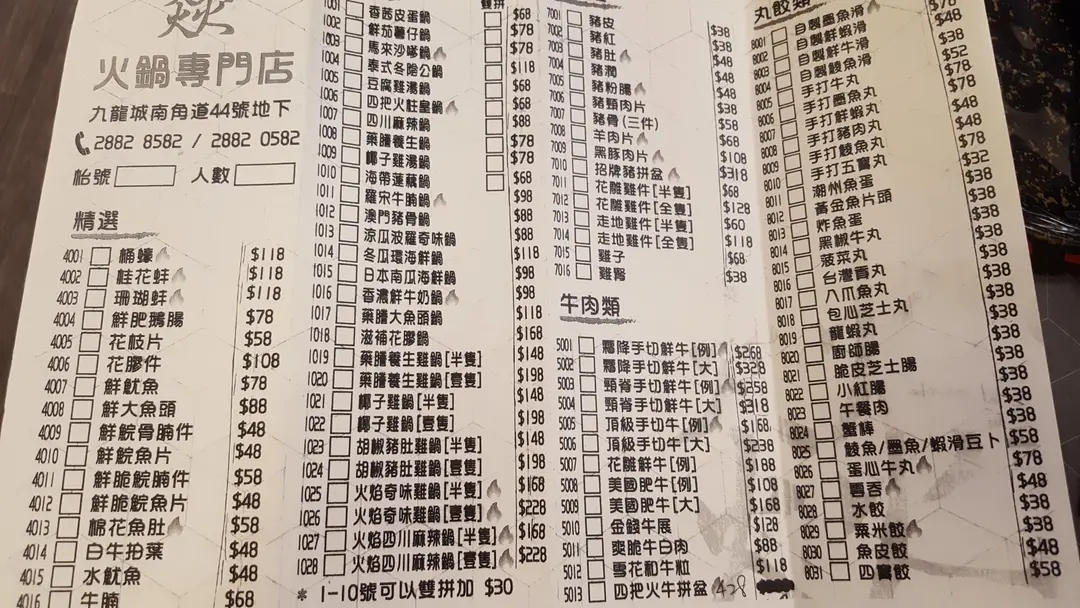 焱
火鍋專門店
九龍城南角道44號地下
2882 8582 / 2882 0582
枱號 人數
精選
4001 桶蠔 $118
4002 桂花蚌 $118
4003 珊瑚蚌 $118
4004 鮮肥鵝腸 $78
4005 花枝片 $58
4006 花膠件 $108
4007 鮮魷魚 $78
4008 鮮大魚頭 $88
4009 鮮鯇骨腩件 $48
4010 鮮鯇魚片 $48
4011 鮮脆鯇腩件 $58
4012 鮮脆鯇魚片 $48
4013 棉花魚肚 $58
4014 白牛拍葉 $48
4015 水魷魚 $48
4016 牛腩 $68
雙拼
1001 香茜皮蛋鍋 $68
1002 鮮茄薯仔鍋 $78
1003 馬來沙嗲鍋 $78
1004 泰式冬陰公鍋 $118
1005 豆腐雞湯鍋 $68
1006 四把火柱皇鍋 $68
1007 四川麻辣鍋 $88
1008 藥膳養生鍋 $78
1009 椰子雞湯鍋 $78
1010 海帶蓮藕鍋 $68
1011 羅宋牛腩鍋 $98
1012 澳門豬骨鍋 $88
1013 涼瓜波羅奇味鍋 $88
1014 冬瓜環海鮮鍋 $118
1015 日本南瓜海鮮鍋 $98
1016 香濃鮮牛奶鍋 $98
1017 藥膳大魚頭鍋 $118
1018 滋補花膠鍋 $168
1019 藥膳養生雞鍋[半隻] $148
1020 藥膳養生雞鍋[壹隻] $198
1021 椰子雞鍋[半隻] $148
1022 椰子雞鍋[壹隻] $198
1023 胡椒豬肚雞鍋[半隻] $148
1024 胡椒豬肚雞鍋[壹隻] $198
1025 火焰奇味雞鍋[半隻] $168
1026 火焰奇味雞鍋[壹隻] $228
1027 火焰四川麻辣鍋[半隻] $168
1028 火焰四川麻辣鍋[壹隻] $228
* 1-10號可以雙拼加 $30
7001 豬皮 $38
7002 豬紅 $38
7003 豬肚 $48
7004 豬潤 $48
7005 豬粉腸 $48
7006 豬頸肉片 $38
7007 豬骨(三件) $58
7008 羊肉片 $68
7009 黑豚肉片 $108
7010 招牌豬拼盆 $318
7011 花雕雞件[半隻] $68
7012 花雕雞件[全隻] $128
7013 走地雞件[半隻] $60
7014 走地雞件[全隻] $118
7015 雞子 $68
7016 雞腎 $38
牛肉類
5001 霜降手切鮮牛[例] $268
5002 霜降手切鮮牛[大] $328
5003 頸脊手切鮮牛[例] $258
5004 頸脊手切鮮牛[大] $318
5005 頂級手切牛[例] $168
5006 頂級手切牛[大] $238
5007 花雕鮮牛[例] $188
5008 美國肥牛[例] $108
5009 美國肥牛[大] $168
5010 金錢牛展 $128
5011 爽脆牛白肉 $88
5012 雪花和牛粒 $118
5013 四把火牛拼盆 428
丸餃類
8001 自製墨魚滑 $78
8002 自製鮮蝦滑 $48
8003 自製鮮牛滑 $38
8004 自製鯪魚滑 $52
8005 手打牛丸 $78
8006 手打墨魚丸 $78
8007 手打鮮蝦丸 $48
8008 手打豬肉丸 $48
8009 手打鯪魚丸 $78
8010 手打五寶丸 $32
8011 潮州魚蛋 $38
8012 黃金魚片頭 $38
8013 炸魚蛋 $38
8014 黑椒牛丸 $38
8015 菠菜丸 $38
8016 台灣貢丸 $38
8017 八爪魚丸 $38
8018 包心芝士丸 $38
8019 龍蝦丸 $38
8020 廚師腸 $38
8021 脆皮芝士腸 $38
8022 小紅腸 $38
8023 午餐肉 $38
8024 蟹棒 $38
8025 鯪魚/墨魚/蝦滑豆卜 $58
8026 蛋心牛丸 $78
8027 雲吞 $48
8028 水餃 $38
8029 粟米餃 $38
8030 魚皮餃 $48
8031 四寶餃 $58